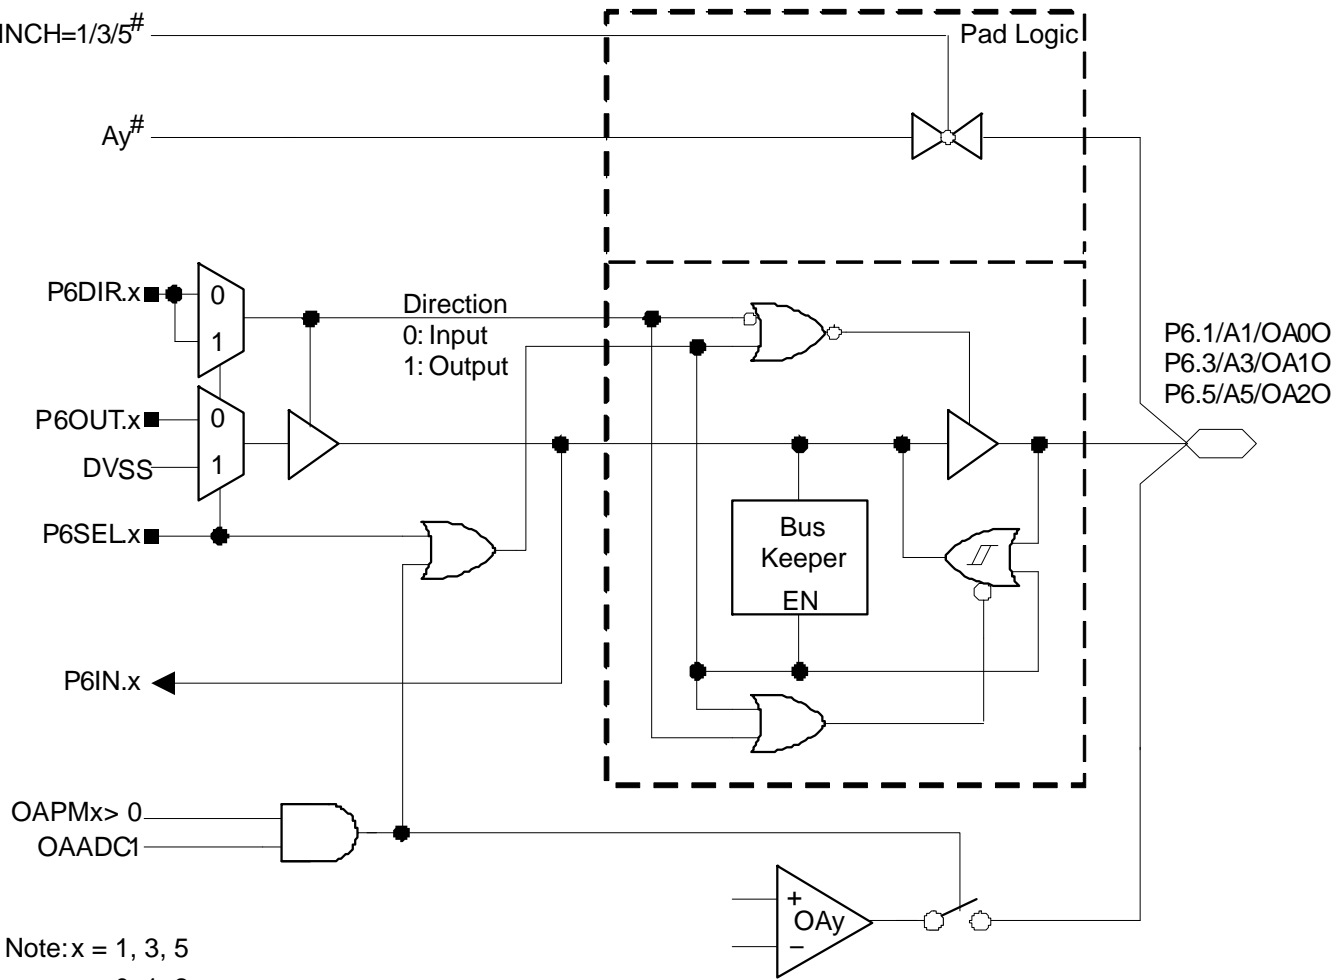 INCH=1/3/5#
Pad Logic
Ay#
P6DIR.x
0
1
Direction
0: Input
1: Output
P6.1/A1/OA0O
P6.3/A3/OA1O
P6.5/A5/OA2O
P6OUT.x
0
DVSS
1
P6SEL.x
Bus
Keeper
EN
P6IN.x
OAPMx> 0
OAADC1
+
OAy
−
Note: x = 1, 3, 5